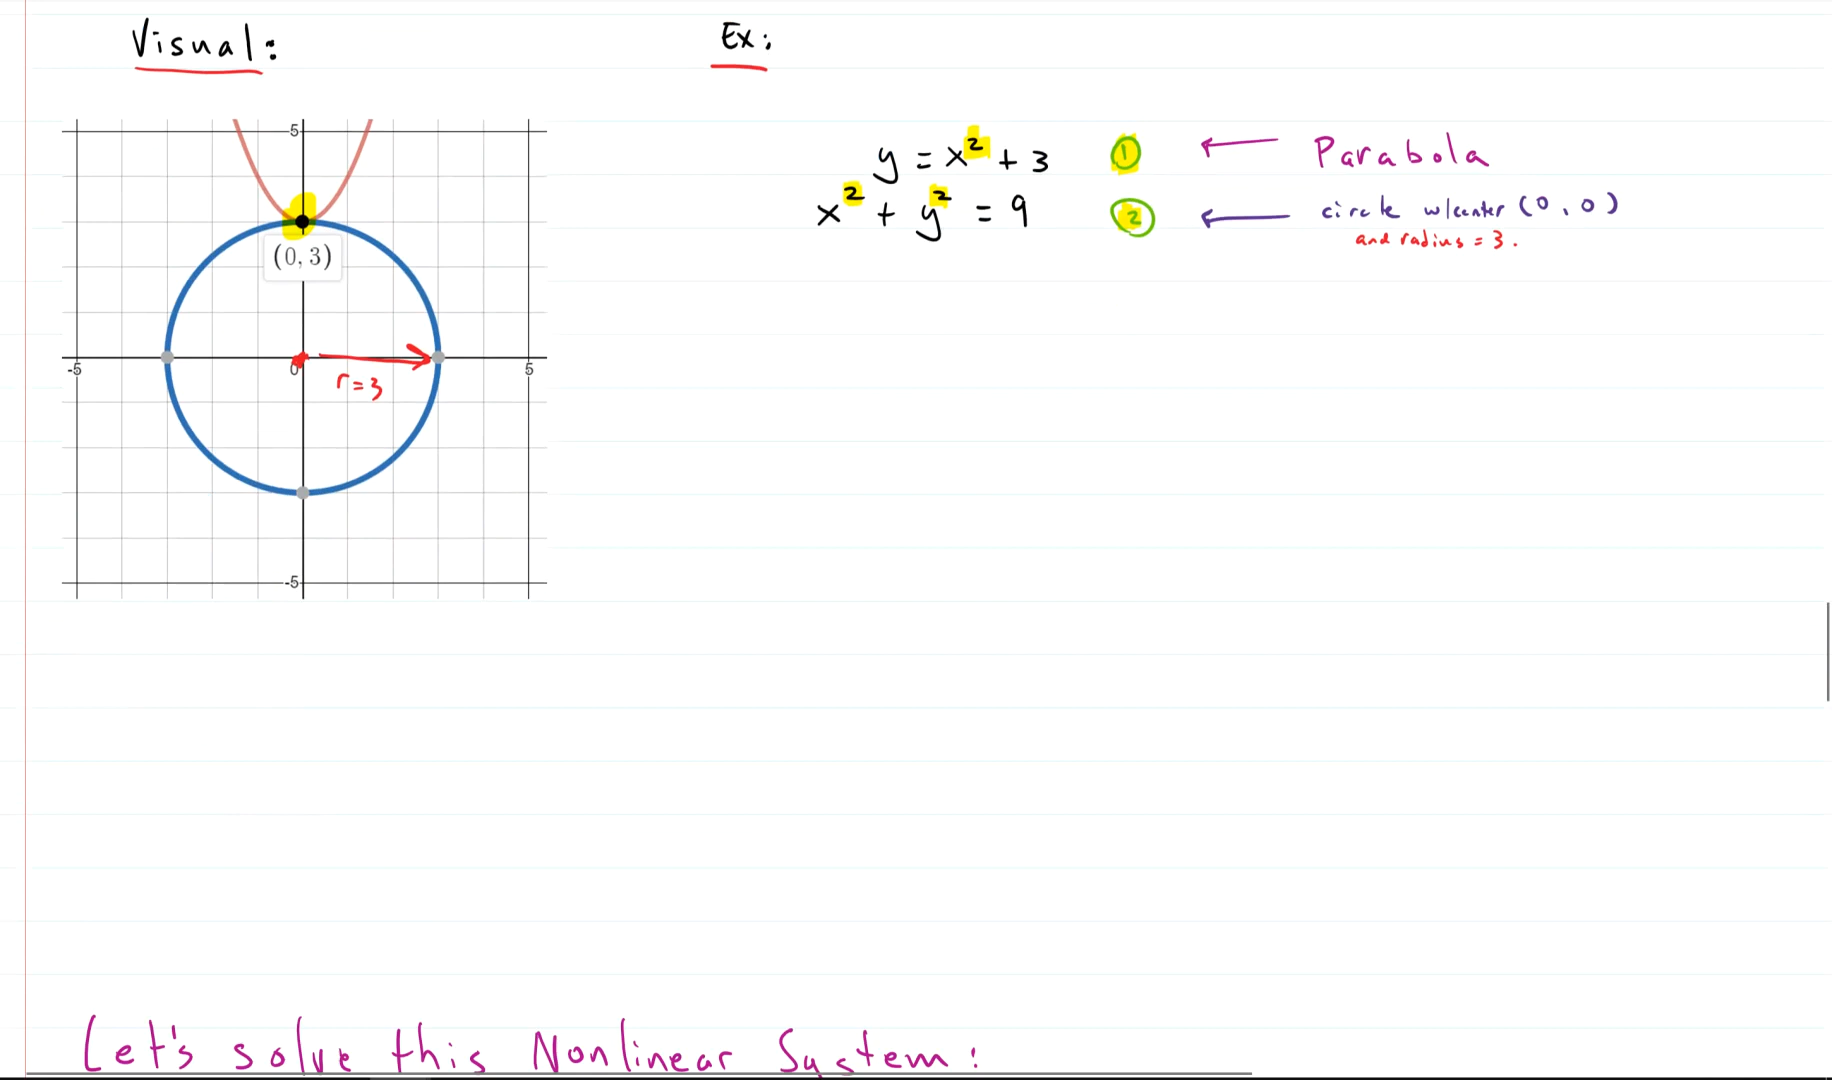 Visual:
Ex:
5
(0, 3)
-5
0
5
r = 3
-5
y = x² + 3 ① ← Parabola
x² + y² = 9 ② ← circle w/center (0, 0)
and radius = 3.
Let's solve this Nonlinear System: